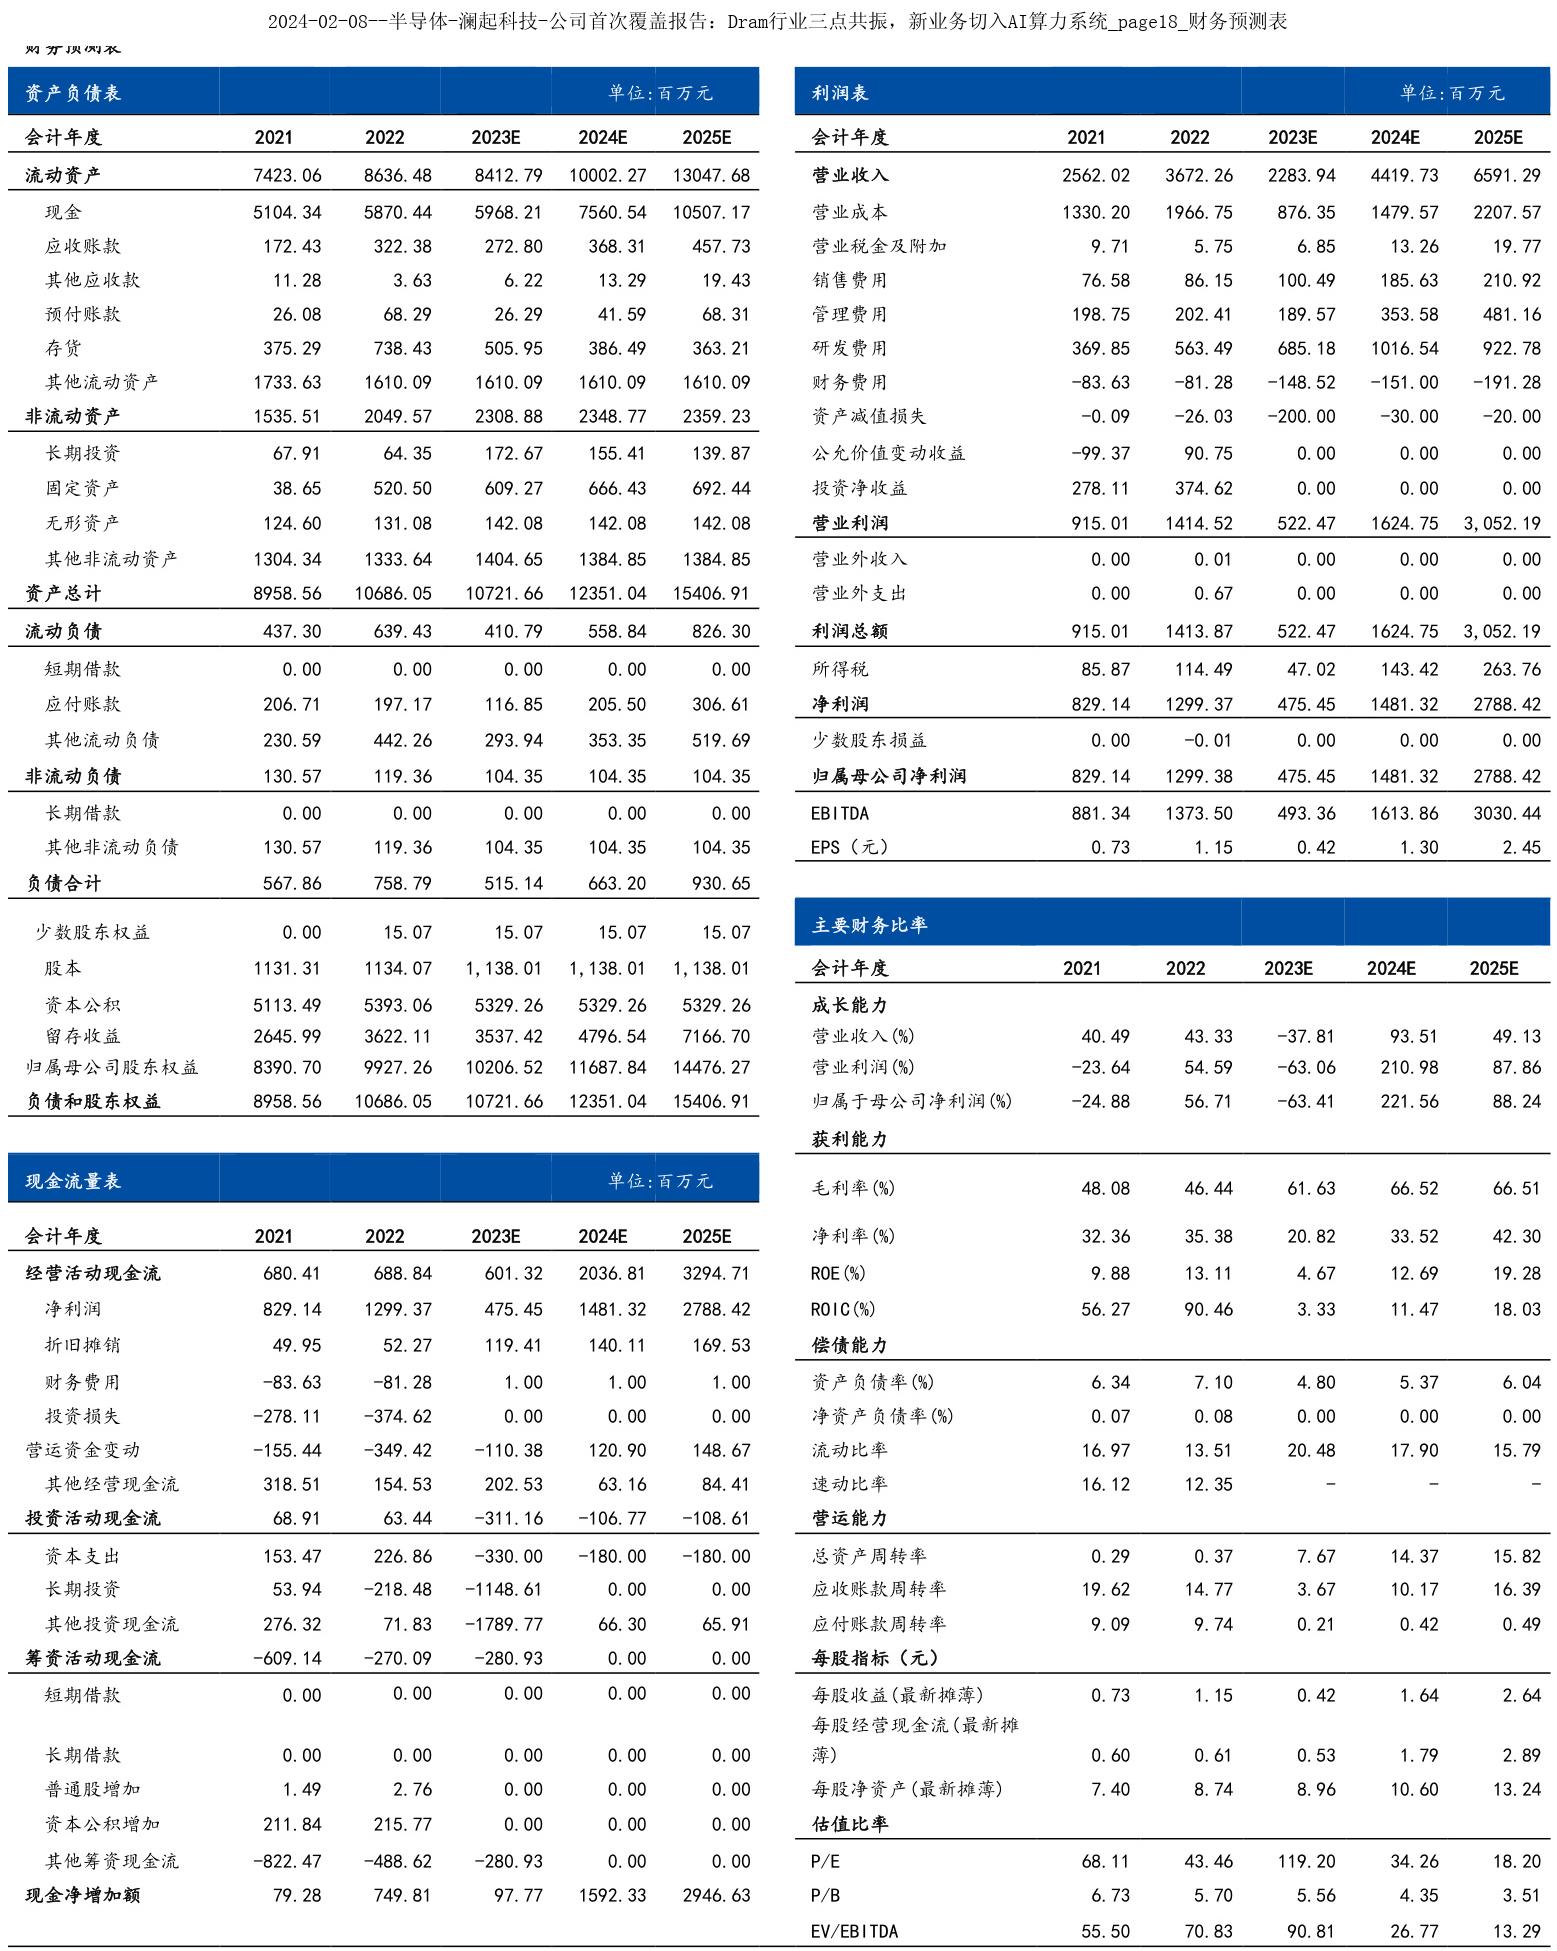 2024-02-08--半导体-澜起科技-公司首次覆盖报告：Dram行业三点共振，新业务切入AI算力系统_page18_财务预测表
财务预测表
资产负债表 单位:百万元
会计年度 2021 2022 2023E 2024E 2025E
流动资产 7423.06 8636.48 8412.79 10002.27 13047.68
现金 5104.34 5870.44 5968.21 7560.54 10507.17
应收账款 172.43 322.38 272.80 368.31 457.73
其他应收款 11.28 3.63 6.22 13.29 19.43
预付账款 26.08 68.29 26.29 41.59 68.31
存货 375.29 738.43 505.95 386.49 363.21
其他流动资产 1733.63 1610.09 1610.09 1610.09 1610.09
非流动资产 1535.51 2049.57 2308.88 2348.77 2359.23
长期投资 67.91 64.35 172.67 155.41 139.87
固定资产 38.65 520.50 609.27 666.43 692.44
无形资产 124.60 131.08 142.08 142.08 142.08
其他非流动资产 1304.34 1333.64 1404.65 1384.85 1384.85
资产总计 8958.56 10686.05 10721.66 12351.04 15406.91
流动负债 437.30 639.43 410.79 558.84 826.30
短期借款 0.00 0.00 0.00 0.00 0.00
应付账款 206.71 197.17 116.85 205.50 306.61
其他流动负债 230.59 442.26 293.94 353.35 519.69
非流动负债 130.57 119.36 104.35 104.35 104.35
长期借款 0.00 0.00 0.00 0.00 0.00
其他非流动负债 130.57 119.36 104.35 104.35 104.35
负债合计 567.86 758.79 515.14 663.20 930.65
少数股东权益 0.00 15.07 15.07 15.07 15.07
股本 1131.31 1134.07 1,138.01 1,138.01 1,138.01
资本公积 5113.49 5393.06 5329.26 5329.26 5329.26
留存收益 2645.99 3622.11 3537.42 4796.54 7166.70
归属母公司股东权益 8390.70 9927.26 10206.52 11687.84 14476.27
负债和股东权益 8958.56 10686.05 10721.66 12351.04 15406.91
现金流量表 单位:百万元
会计年度 2021 2022 2023E 2024E 2025E
经营活动现金流 680.41 688.84 601.32 2036.81 3294.71
净利润 829.14 1299.37 475.45 1481.32 2788.42
折旧摊销 49.95 52.27 119.41 140.11 169.53
财务费用 -83.63 -81.28 1.00 1.00 1.00
投资损失 -278.11 -374.62 0.00 0.00 0.00
营运资金变动 -155.44 -349.42 -110.38 120.90 148.67
其他经营现金流 318.51 154.53 202.53 63.16 84.41
投资活动现金流 68.91 63.44 -311.16 -106.77 -108.61
资本支出 153.47 226.86 -330.00 -180.00 -180.00
长期投资 53.94 -218.48 -1148.61 0.00 0.00
其他投资现金流 276.32 71.83 -1789.77 66.30 65.91
筹资活动现金流 -609.14 -270.09 -280.93 0.00 0.00
短期借款 0.00 0.00 0.00 0.00 0.00
长期借款 0.00 0.00 0.00 0.00 0.00
普通股增加 1.49 2.76 0.00 0.00 0.00
资本公积增加 211.84 215.77 0.00 0.00 0.00
其他筹资现金流 -822.47 -488.62 -280.93 0.00 0.00
现金净增加额 79.28 749.81 97.77 1592.33 2946.63
利润表 单位:百万元
会计年度 2021 2022 2023E 2024E 2025E
营业收入 2562.02 3672.26 2283.94 4419.73 6591.29
营业成本 1330.20 1966.75 876.35 1479.57 2207.57
营业税金及附加 9.71 5.75 6.85 13.26 19.77
销售费用 76.58 86.15 100.49 185.63 210.92
管理费用 198.75 202.41 189.57 353.58 481.16
研发费用 369.85 563.49 685.18 1016.54 922.78
财务费用 -83.63 -81.28 -148.52 -151.00 -191.28
资产减值损失 -0.09 -26.03 -200.00 -30.00 -20.00
公允价值变动收益 -99.37 90.75 0.00 0.00 0.00
投资净收益 278.11 374.62 0.00 0.00 0.00
营业利润 915.01 1414.52 522.47 1624.75 3,052.19
营业外收入 0.00 0.01 0.00 0.00 0.00
营业外支出 0.00 0.67 0.00 0.00 0.00
利润总额 915.01 1413.87 522.47 1624.75 3,052.19
所得税 85.87 114.49 47.02 143.42 263.76
净利润 829.14 1299.37 475.45 1481.32 2788.42
少数股东损益 0.00 -0.01 0.00 0.00 0.00
归属母公司净利润 829.14 1299.38 475.45 1481.32 2788.42
EBITDA 881.34 1373.50 493.36 1613.86 3030.44
EPS（元） 0.73 1.15 0.42 1.30 2.45
主要财务比率
会计年度 2021 2022 2023E 2024E 2025E
成长能力
营业收入(%) 40.49 43.33 -37.81 93.51 49.13
营业利润(%) -23.64 54.59 -63.06 210.98 87.86
归属于母公司净利润(%) -24.88 56.71 -63.41 221.56 88.24
获利能力
毛利率(%) 48.08 46.44 61.63 66.52 66.51
净利率(%) 32.36 35.38 20.82 33.52 42.30
ROE(%) 9.88 13.11 4.67 12.69 19.28
ROIC(%) 56.27 90.46 3.33 11.47 18.03
偿债能力
资产负债率(%) 6.34 7.10 4.80 5.37 6.04
净资产负债率(%) 0.07 0.08 0.00 0.00 0.00
流动比率 16.97 13.51 20.48 17.90 15.79
速动比率 16.12 12.35 - - -
营运能力
总资产周转率 0.29 0.37 7.67 14.37 15.82
应收账款周转率 19.62 14.77 3.67 10.17 16.39
应付账款周转率 9.09 9.74 0.21 0.42 0.49
每股指标（元）
每股收益(最新摊薄) 0.73 1.15 0.42 1.64 2.64
每股经营现金流(最新摊
薄) 0.60 0.61 0.53 1.79 2.89
每股净资产(最新摊薄) 7.40 8.74 8.96 10.60 13.24
估值比率
P/E 68.11 43.46 119.20 34.26 18.20
P/B 6.73 5.70 5.56 4.35 3.51
EV/EBITDA 55.50 70.83 90.81 26.77 13.29